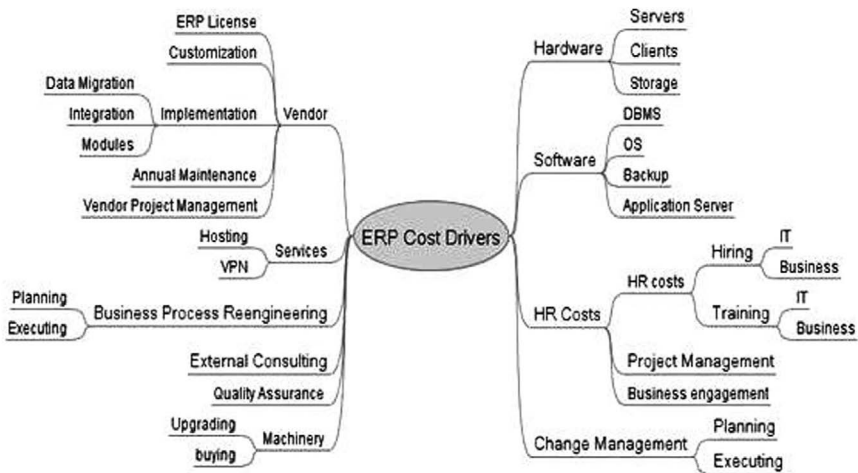 ERP License
Customization
Data Migration
Integration
Modules
Implementation
Vendor
Annual Maintenance
Vendor Project Management
Hosting
VPN
Services
Planning
Executing
Business Process Reengineering
External Consulting
Quality Assurance
Upgrading
buying
Machinery
ERP Cost Drivers
Hardware
Servers
Clients
Storage
Software
DBMS
OS
Backup
Application Server
HR Costs
HR costs
Hiring
IT
Business
Training
IT
Business
Project Management
Business engagement
Change Management
Planning
Executing